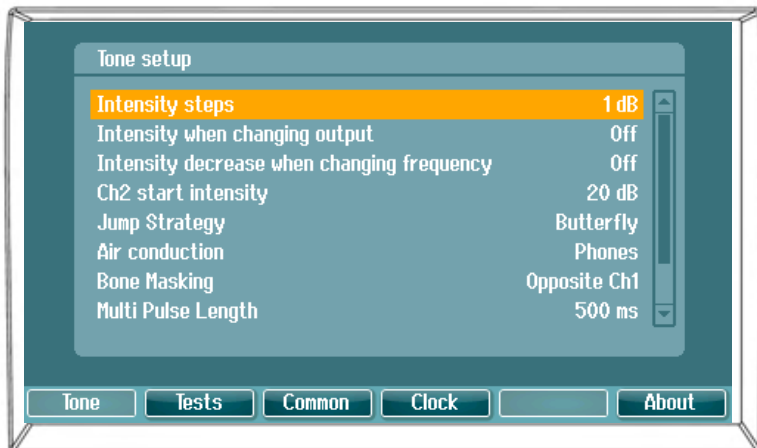 Tone setup
Intensity steps 1 dB
Intensity when changing output Off
Intensity decrease when changing frequency Off
Ch2 start intensity 20 dB
Jump Strategy Butterfly
Air conduction Phones
Bone Masking Opposite Ch1
Multi Pulse Length 500 ms
Tone Tests Common Clock About